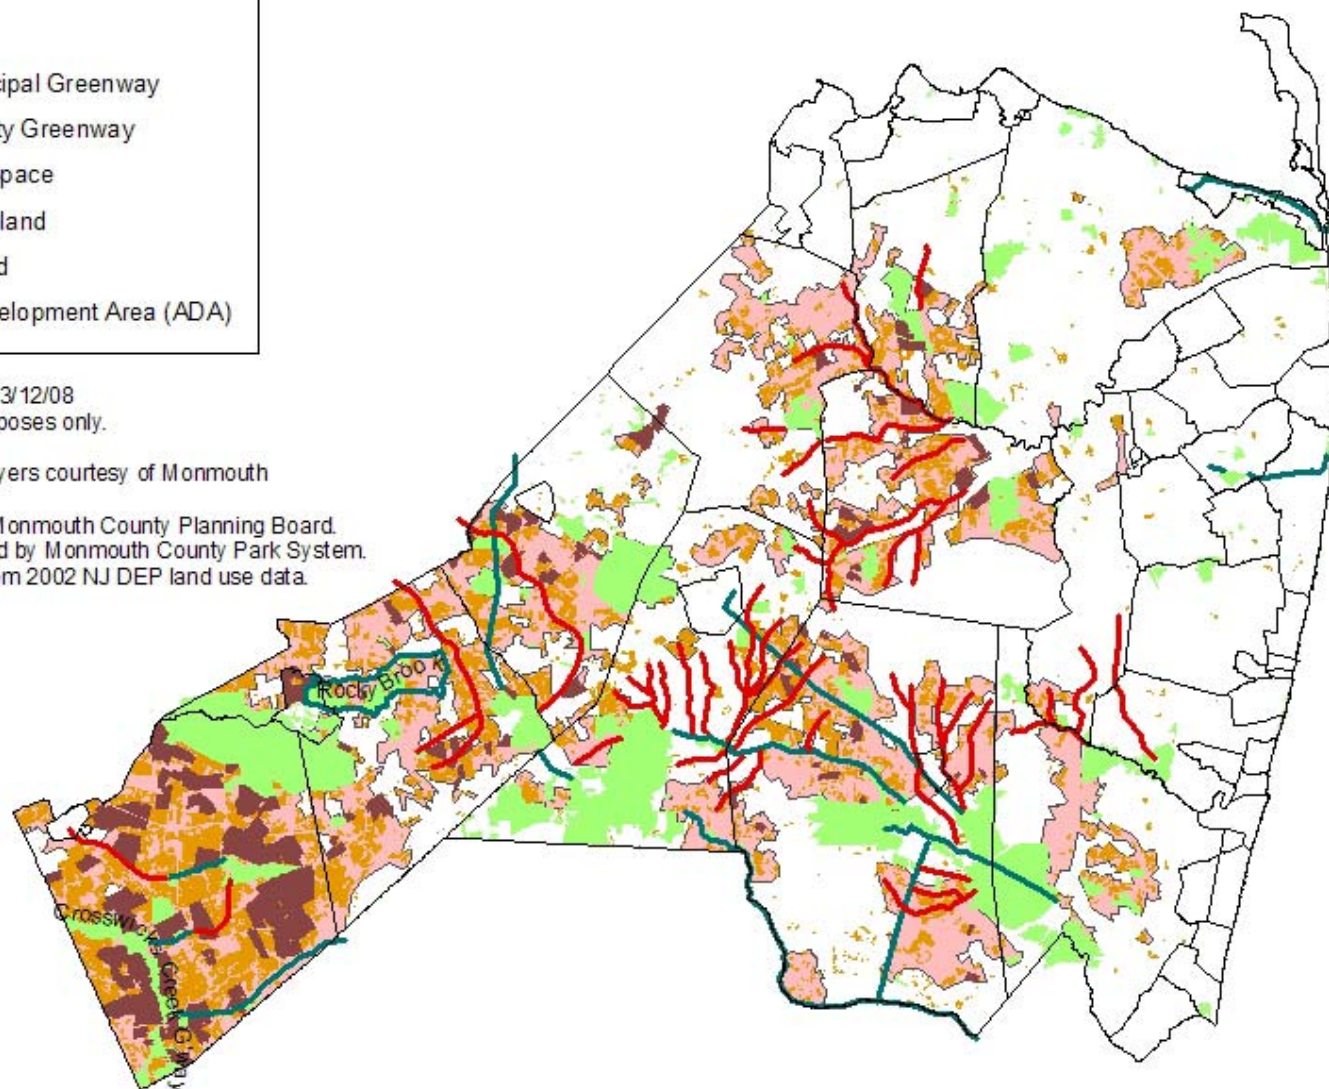 cipal Greenway
ty Greenway
pace
land
d
elopment Area (ADA)
3/12/08
poses only.
yers courtesy of Monmouth
Monmouth County Planning Board.
d by Monmouth County Park System.
m 2002 NJ DEP land use data.
Rocky Brook
Crosswicks Creek G'way